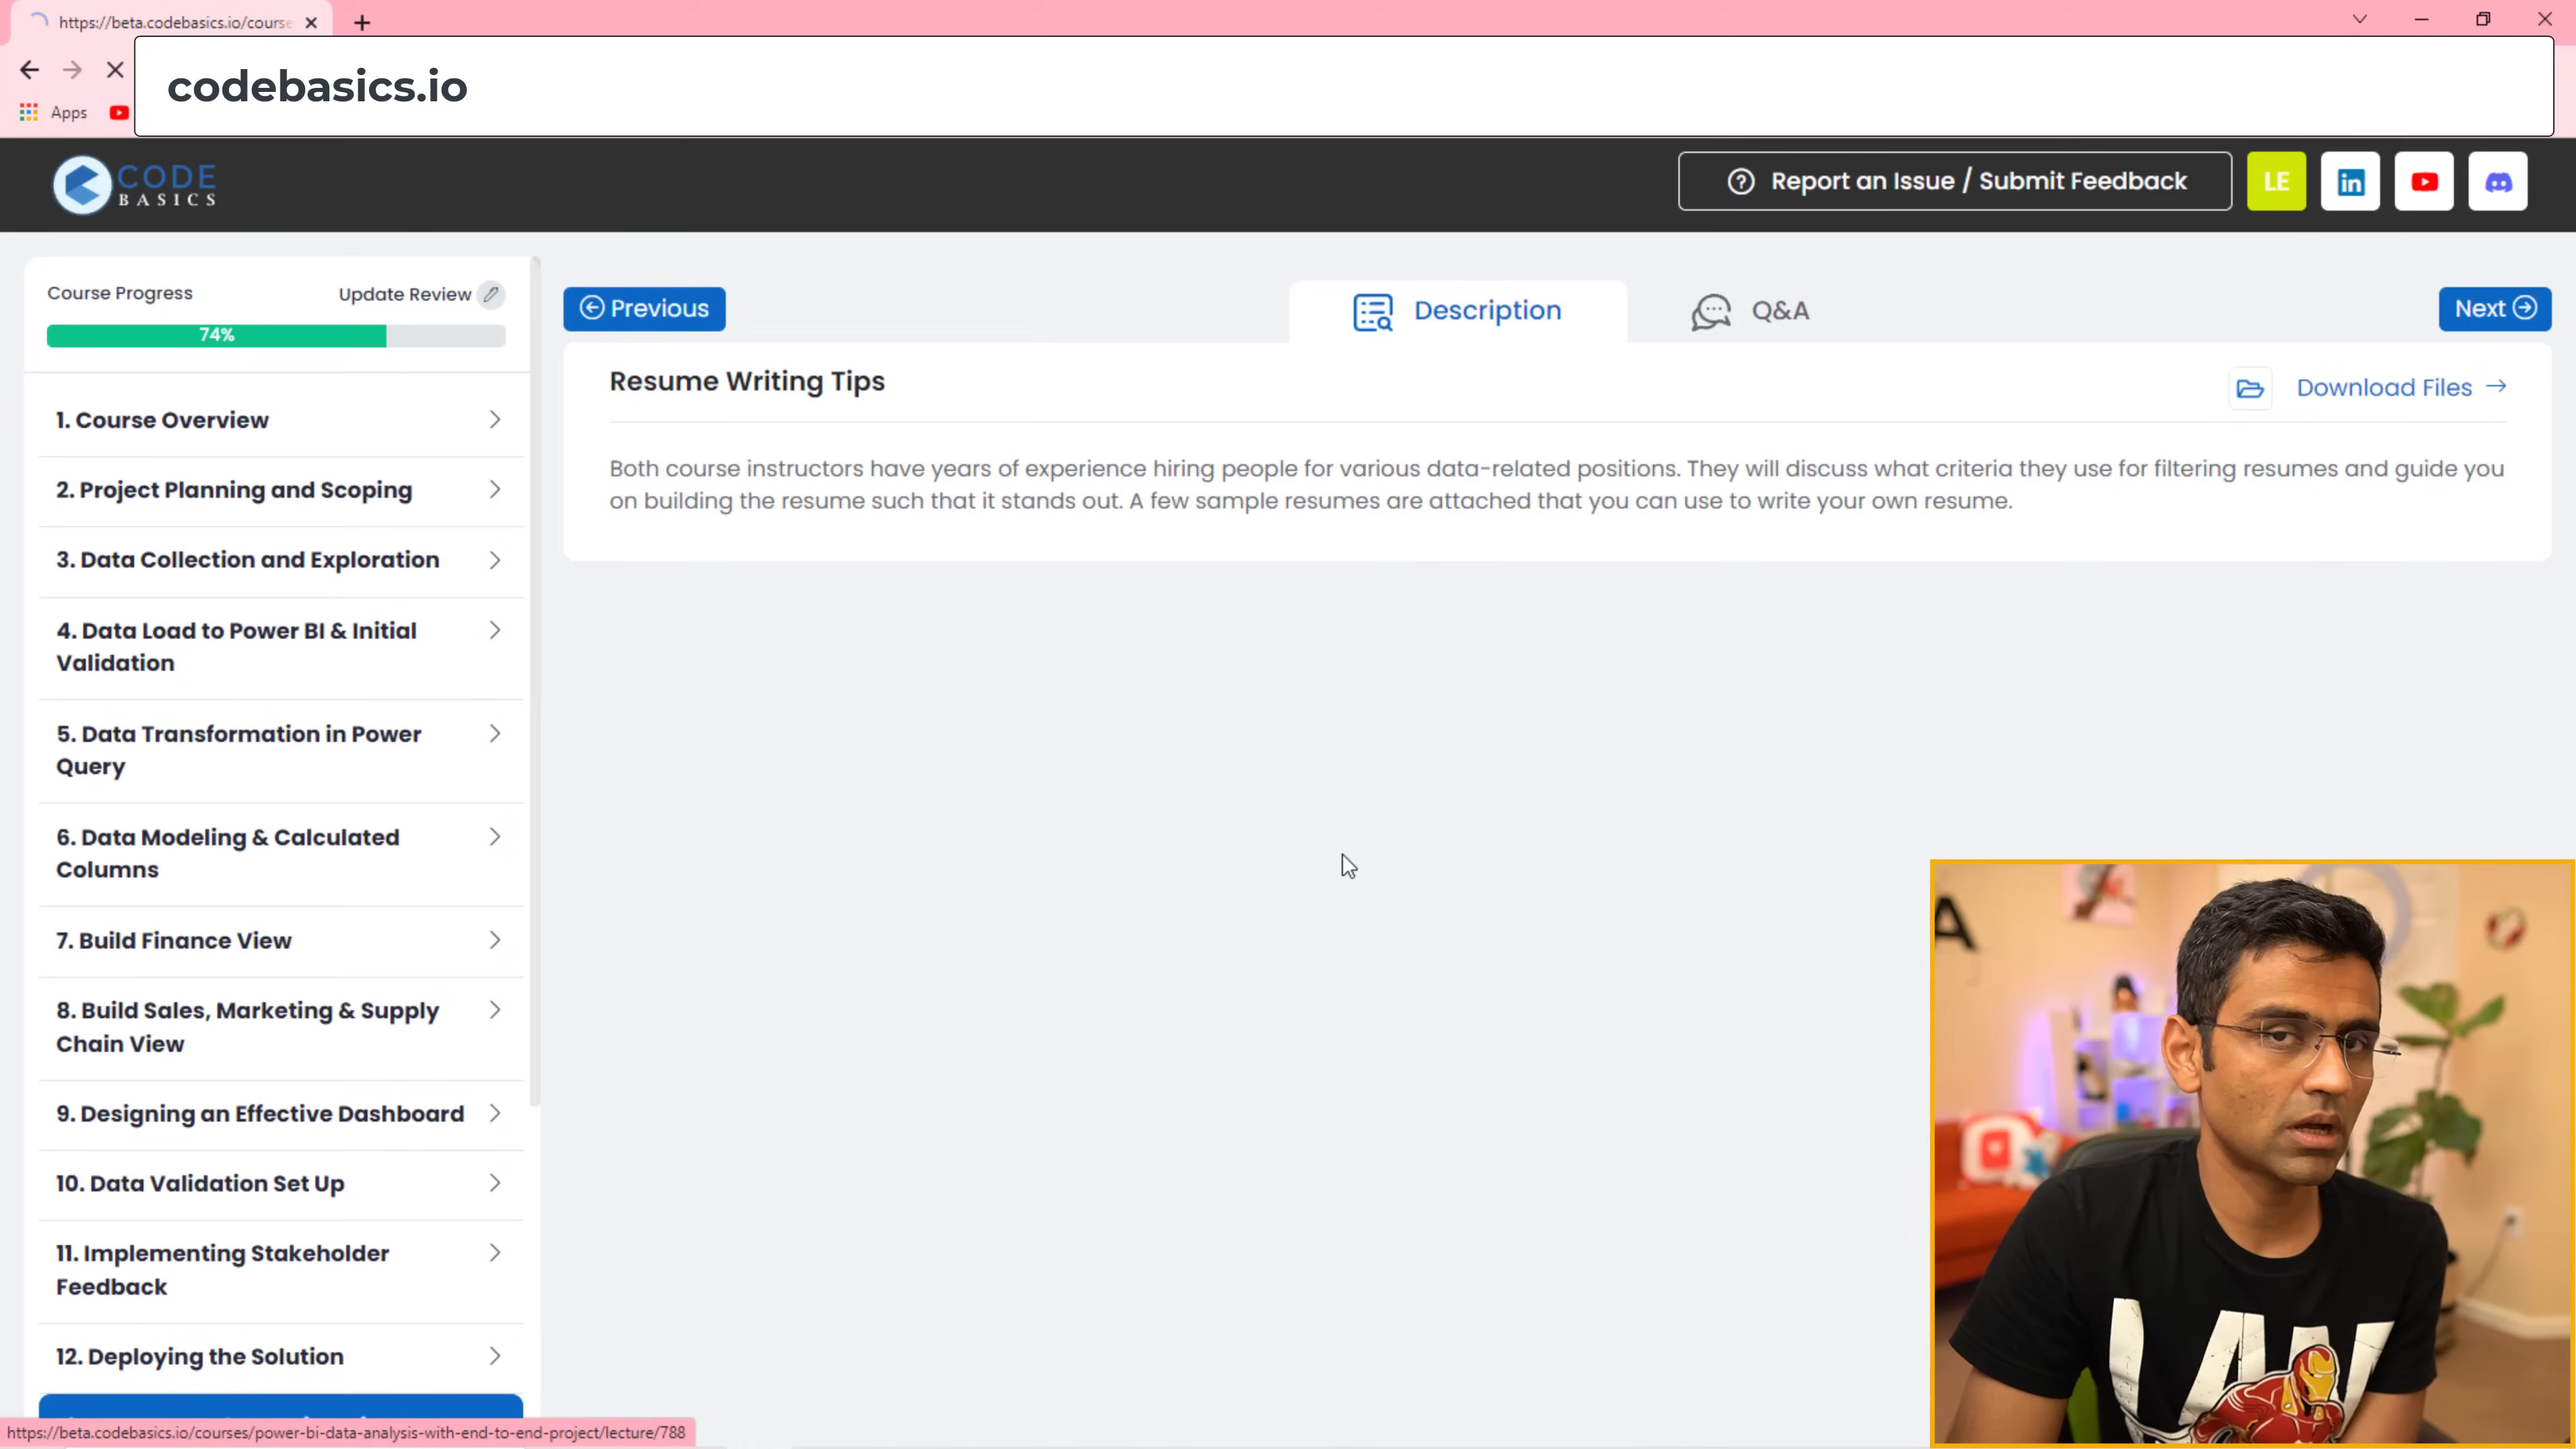 https://beta.codebasics.io/course
codebasics.io
Apps
CODE
BASICS
Report an Issue / Submit Feedback
LE
in
Course Progress
Update Review
74%
1. Course Overview
2. Project Planning and Scoping
3. Data Collection and Exploration
4. Data Load to Power BI & Initial
Validation
5. Data Transformation in Power
Query
6. Data Modeling & Calculated
Columns
7. Build Finance View
8. Build Sales, Marketing & Supply
Chain View
9. Designing an Effective Dashboard
10. Data Validation Set Up
11. Implementing Stakeholder
Feedback
12. Deploying the Solution
Previous
Description
Q&A
Next
Resume Writing Tips
Download Files
Both course instructors have years of experience hiring people for various data-related positions. They will discuss what criteria they use for filtering resumes and guide you
on building the resume such that it stands out. A few sample resumes are attached that you can use to write your own resume.
A
https://beta.codebasics.io/courses/power-bi-data-analysis-with-end-to-end-project/lecture/788